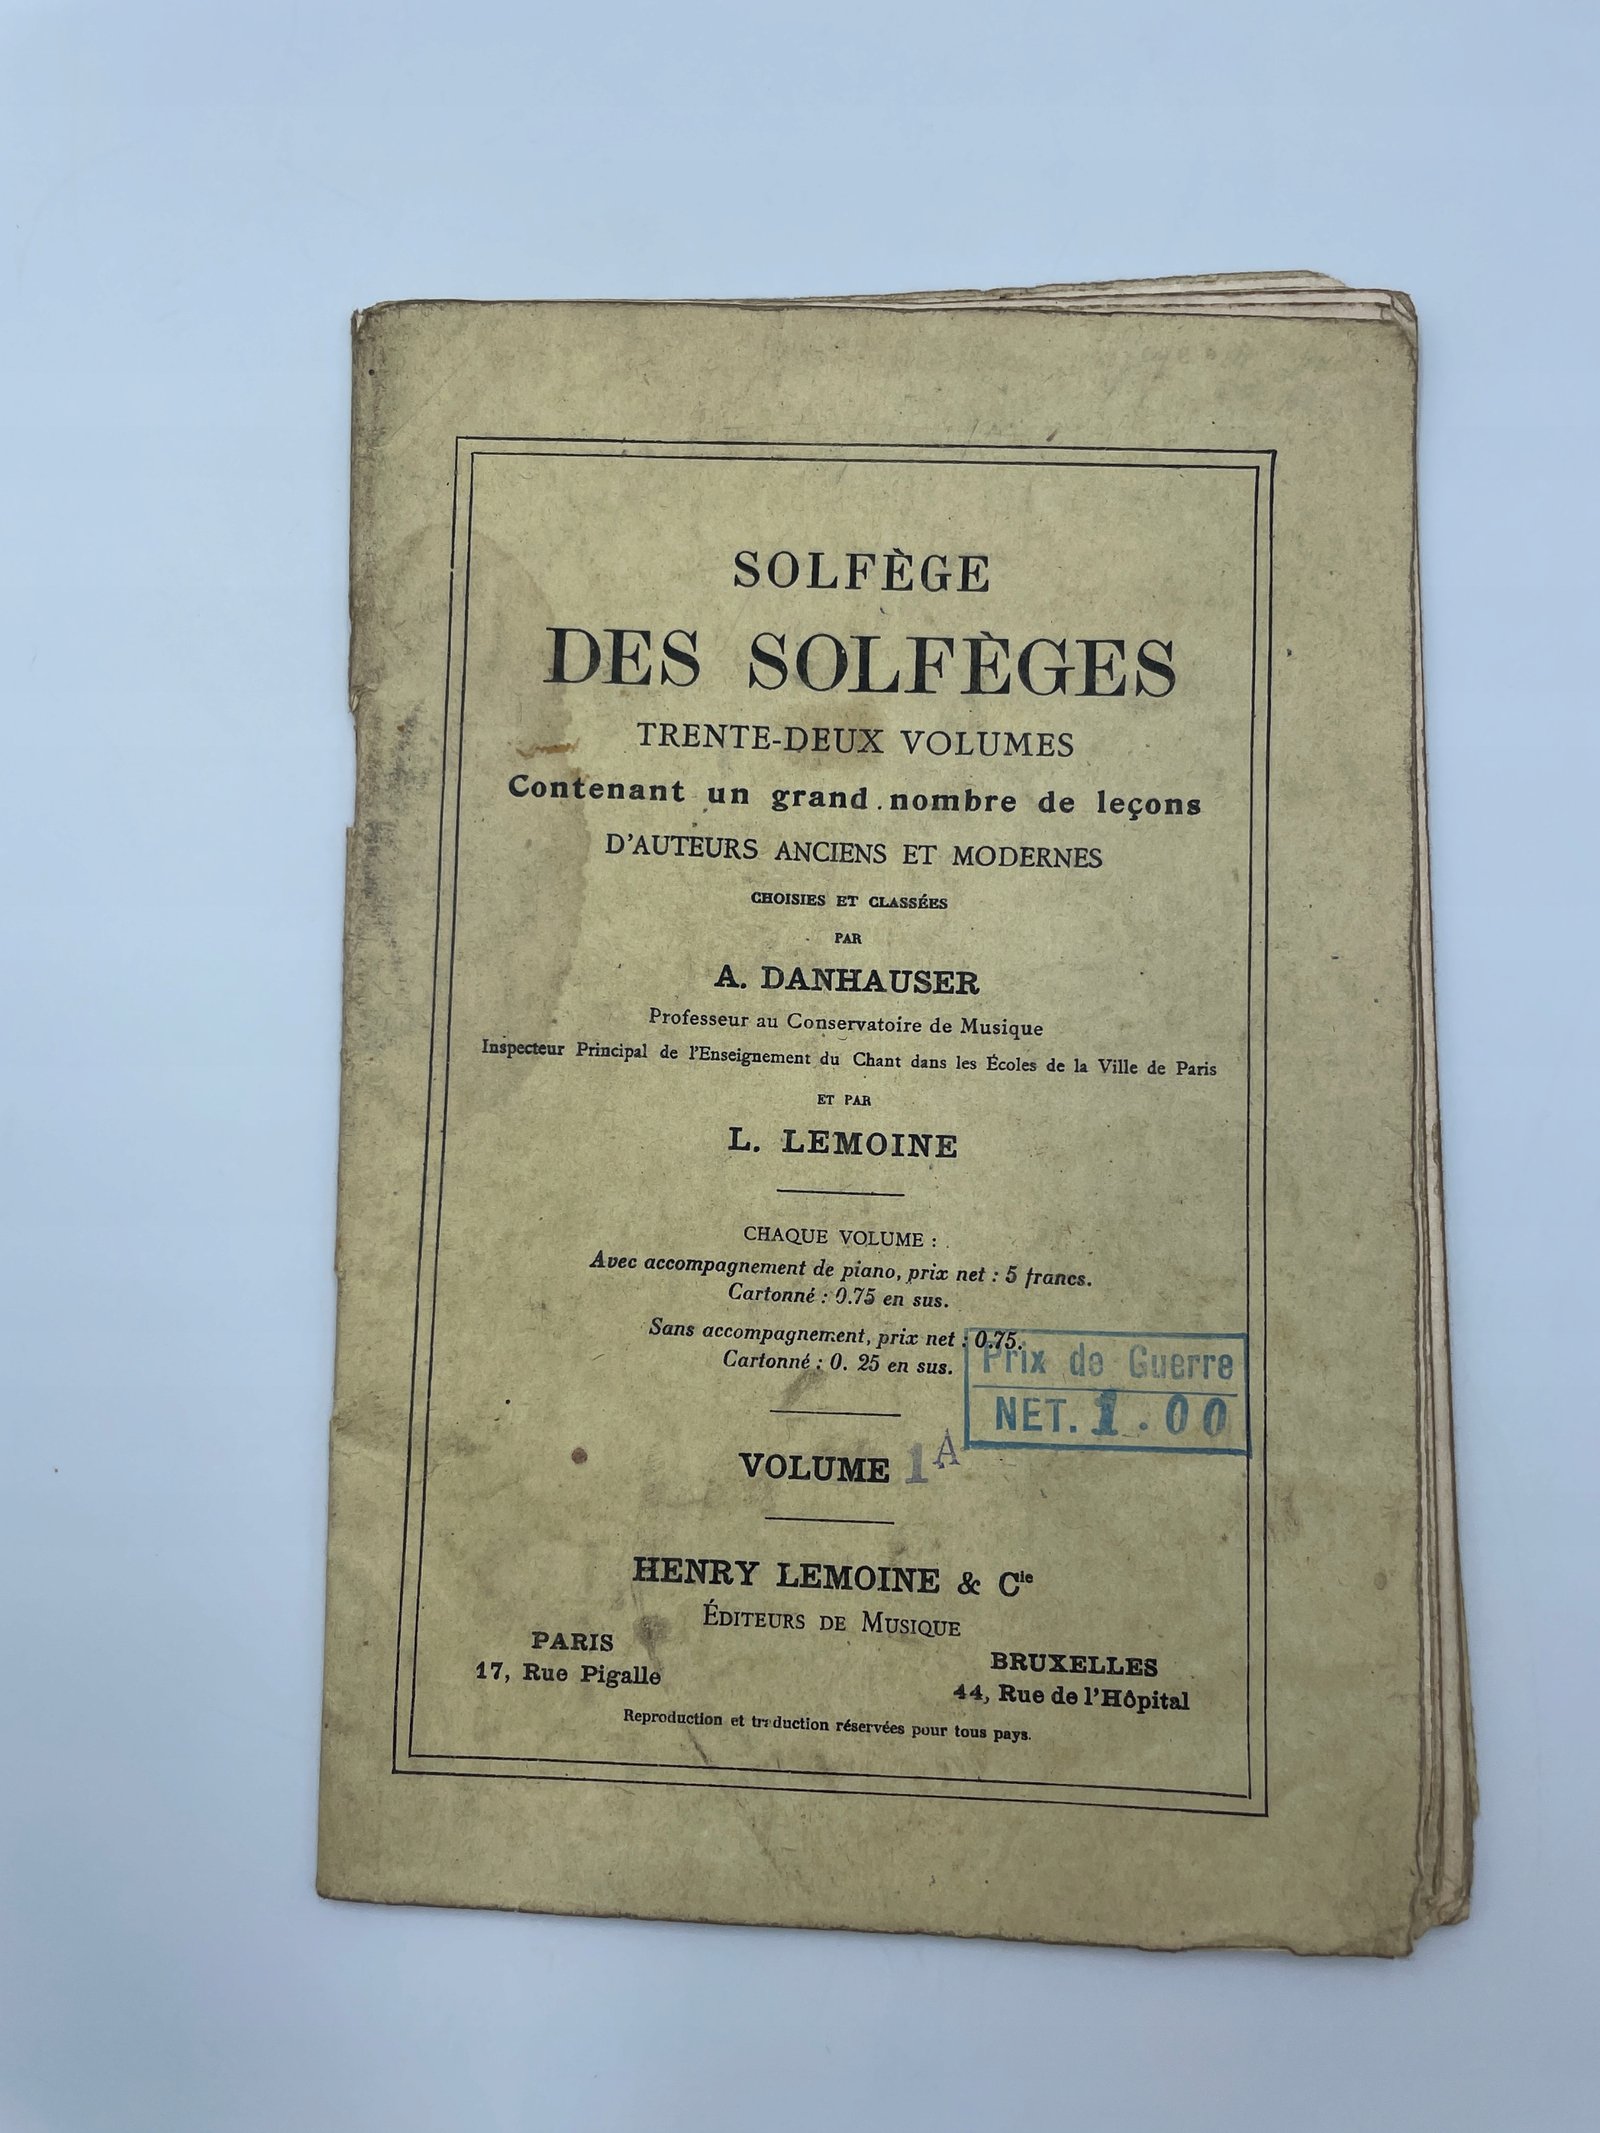 SOLFÈGE
DES SOLFÈGES
TRENTE-DEUX VOLUMES
Contenant un grand nombre de leçons
D'AUTEURS ANCIENS ET MODERNES
CHOISIES ET CLASSÉES
PAR
A. DANHAUSER
Professeur au Conservatoire de Musique
Inspecteur Principal de l'Enseignement du Chant dans les Écoles de la Ville de Paris
ET PAR
L. LEMOINE
CHAQUE VOLUME :
Avec accompagnement de piano, prix net : 5 francs.
Cartonné : 0.75 en sus.
Sans accompagnement, prix net : 0.75.
Cartonné : 0. 25 en sus.
Prix de Guerre
NET. 1.00
VOLUME 1A
HENRY LEMOINE & Cie
ÉDITEURS DE MUSIQUE
PARIS
17, Rue Pigalle
BRUXELLES
44, Rue de l'Hôpital
Reproduction et traduction réservées pour tous pays.